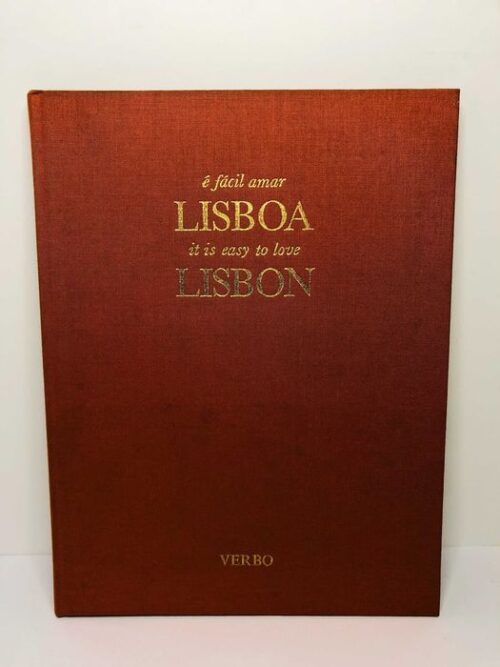 é fácil amar
LISBOA
it is easy to love
LISBON
VERBO